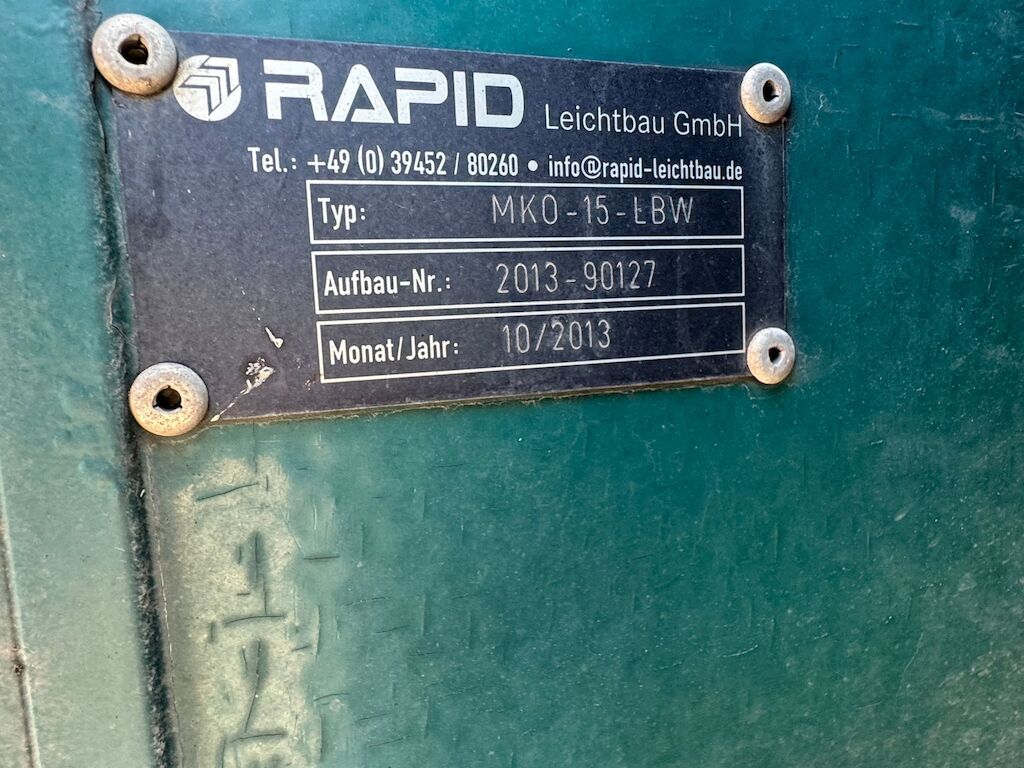 RAPID Leichtbau GmbH
Tel.: +49 (0) 39452 / 80260 • info@rapid-leichtbau.de
Typ: MKO-15-LBW
Aufbau-Nr.: 2013-90127
Monat/Jahr: 10/2013